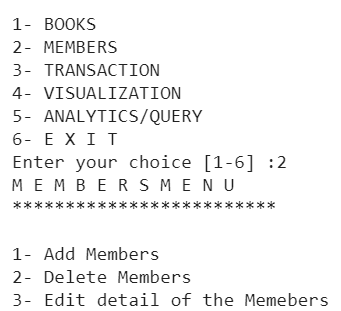 1- BOOKS
2- MEMBERS
3- TRANSACTION
4- VISUALIZATION
5- ANALYTICS/QUERY
6- E X I T
Enter your choice [1-6] :2
M E M B E R S M E N U
*************************
1- Add Members
2- Delete Members
3- Edit detail of the Memebers